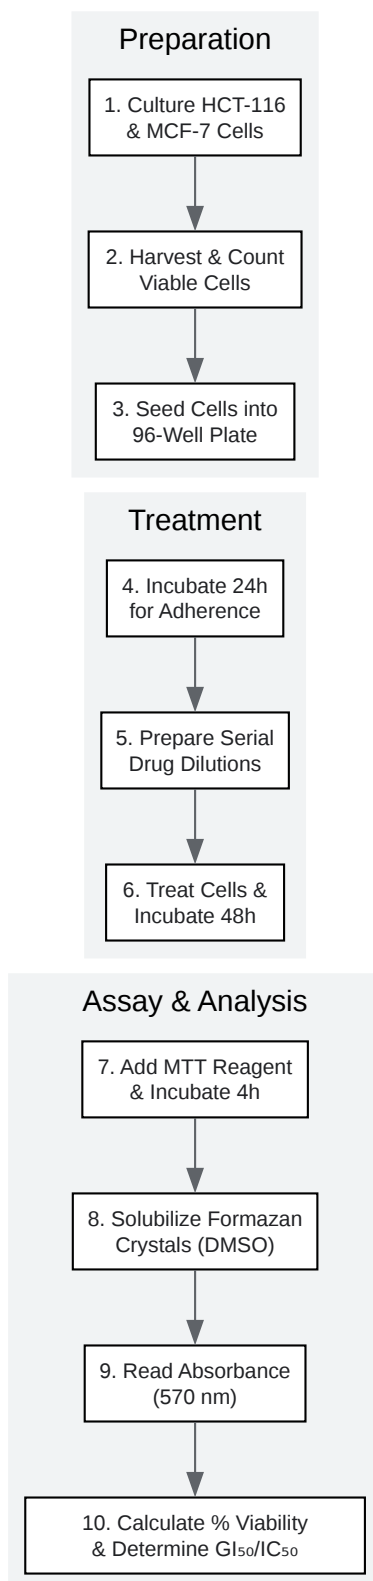 Preparation
1. Culture HCT-116
& MCF-7 Cells
2. Harvest & Count
Viable Cells
3. Seed Cells into
96-Well Plate
Treatment
4. Incubate 24h
for Adherence
5. Prepare Serial
Drug Dilutions
6. Treat Cells &
Incubate 48h
Assay & Analysis
7. Add MTT Reagent
& Incubate 4h
8. Solubilize Formazan
Crystals (DMSO)
9. Read Absorbance
(570 nm)
10. Calculate % Viability
& Determine GI₅₀/IC₅₀